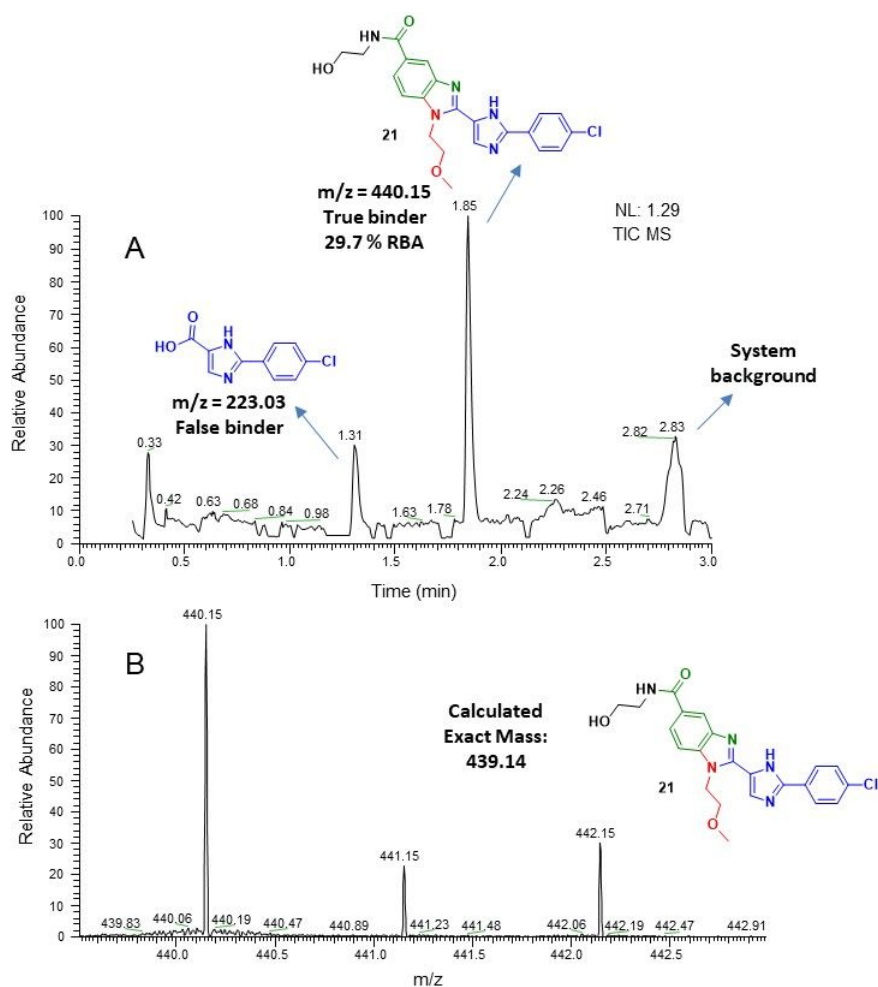 O
HN
HO
N
H
N
N
21
N
Cl
O
m/z = 440.15
True binder
29.7 % RBA
1.85
NL: 1.29
TIC MS
A
100
90
80
70
60
50
40
30
20
10
0
Relative Abundance
O
HO
H
N
N
Cl
m/z = 223.03
False binder
System
background
0.33
0.42
0.63
0.68
0.84
0.98
1.31
1.63
1.78
2.24
2.26
2.46
2.71
2.82
2.83
0.0 0.5 1.0 1.5 2.0 2.5 3.0
Time (min)
B
100
90
80
70
60
50
40
30
20
10
0
Relative Abundance
440.15
Calculated
Exact Mass:
439.14
O
HN
HO
N
H
N
N
21
N
Cl
O
441.15
442.15
439.83
440.06
440.19
440.47
440.89
441.23
441.48
442.06
442.19
442.47
442.91
440.0 440.5 441.0 441.5 442.0 442.5
m/z